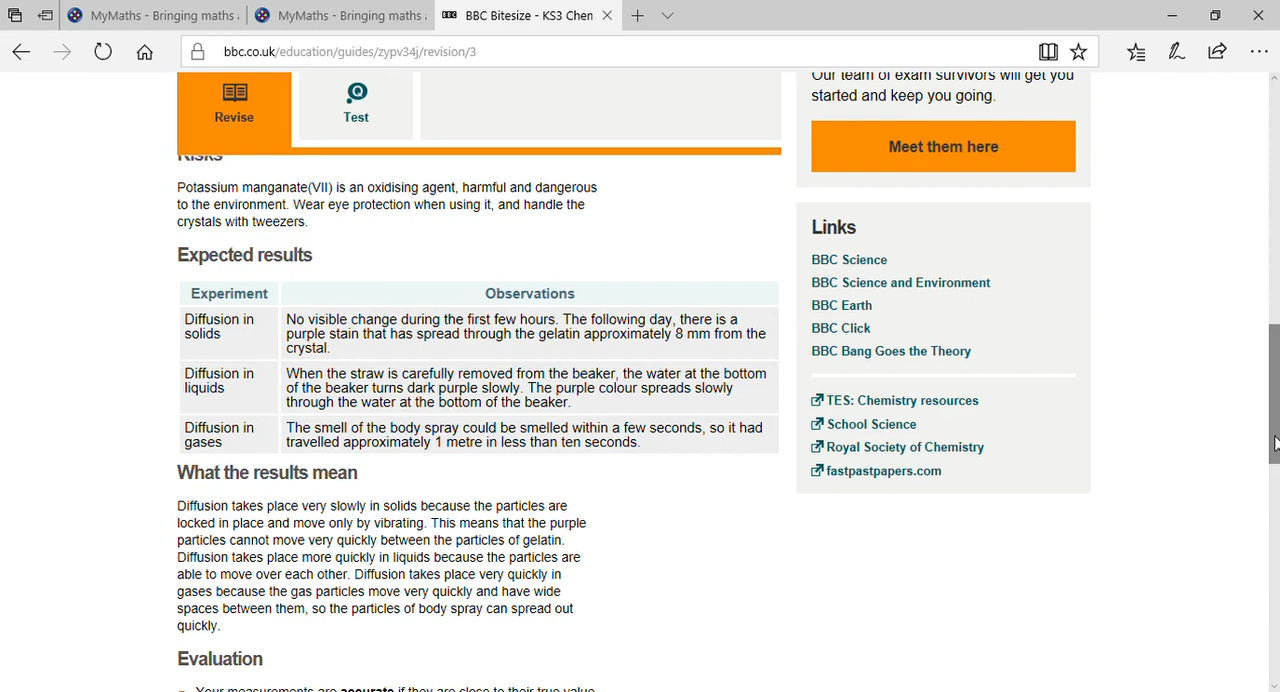 MyMaths - Bringing maths
MyMaths - Bringing maths
BBC Bitesize - KS3 Chen
bbc.co.uk/education/guides/zypv34j/revision/3
Revise
Test
Our team of exam survivors will get you
started and keep you going.
Meet them here
Risks
Potassium manganate(VII) is an oxidising agent, harmful and dangerous
to the environment. Wear eye protection when using it, and handle the
crystals with tweezers.
Expected results
Experiment Observations
Diffusion in
solids
No visible change during the first few hours. The following day, there is a
purple stain that has spread through the gelatin approximately 8 mm from the
crystal.
Diffusion in
liquids
When the straw is carefully removed from the beaker, the water at the bottom
of the beaker turns dark purple slowly. The purple colour spreads slowly
through the water at the bottom of the beaker.
Diffusion in
gases
The smell of the body spray could be smelled within a few seconds, so it had
travelled approximately 1 metre in less than ten seconds.
What the results mean
Diffusion takes place very slowly in solids because the particles are
locked in place and move only by vibrating. This means that the purple
particles cannot move very quickly between the particles of gelatin.
Diffusion takes place more quickly in liquids because the particles are
able to move over each other. Diffusion takes place very quickly in
gases because the gas particles move very quickly and have wide
spaces between them, so the particles of body spray can spread out
quickly.
Evaluation
Your measurements are accurate if they are close to their true value
Links
BBC Science
BBC Science and Environment
BBC Earth
BBC Click
BBC Bang Goes the Theory
TES: Chemistry resources
School Science
Royal Society of Chemistry
fastpastpapers.com